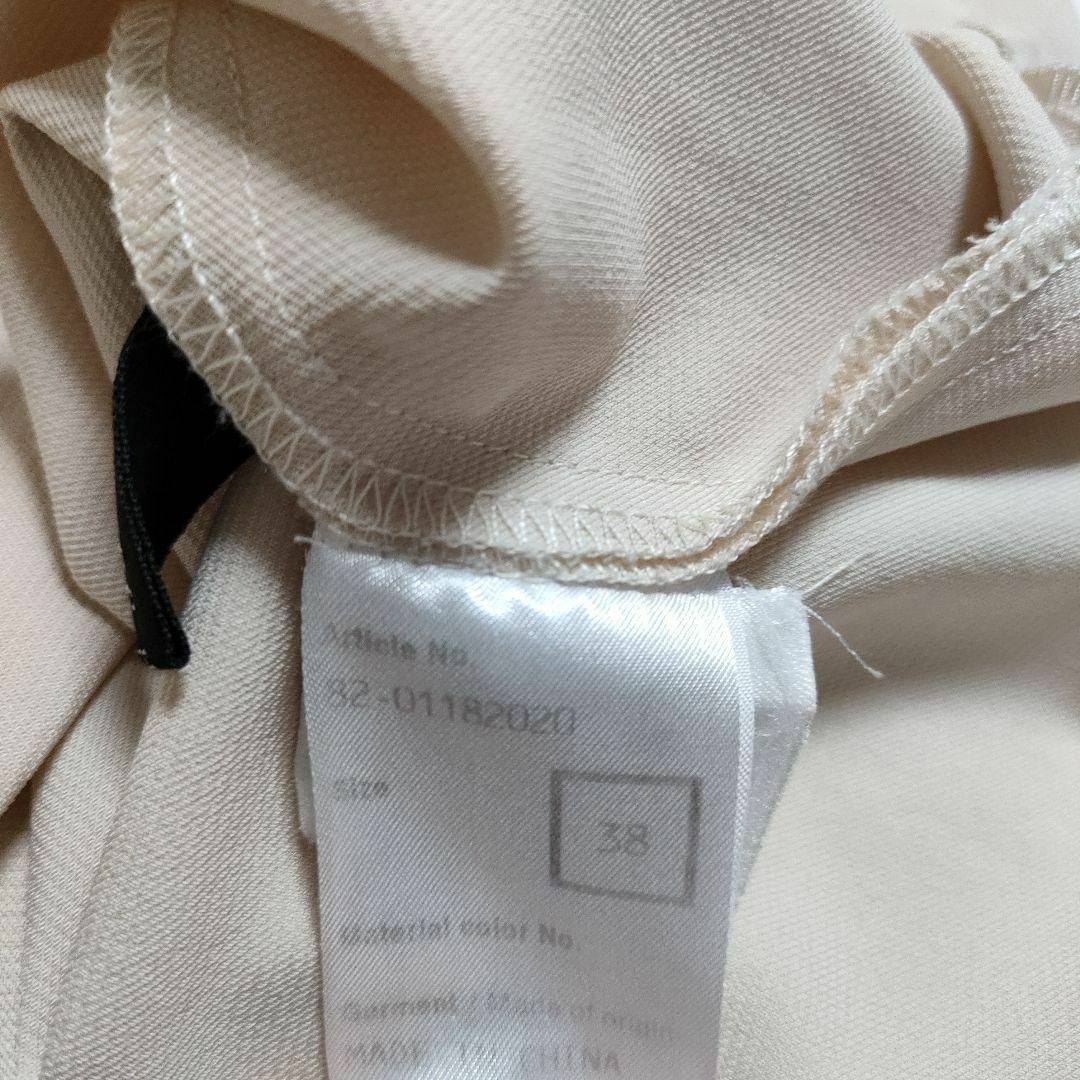 Article No.
82-01182020
size
38
Material color No.
Garment / Made of origin
MADE IN CHINA